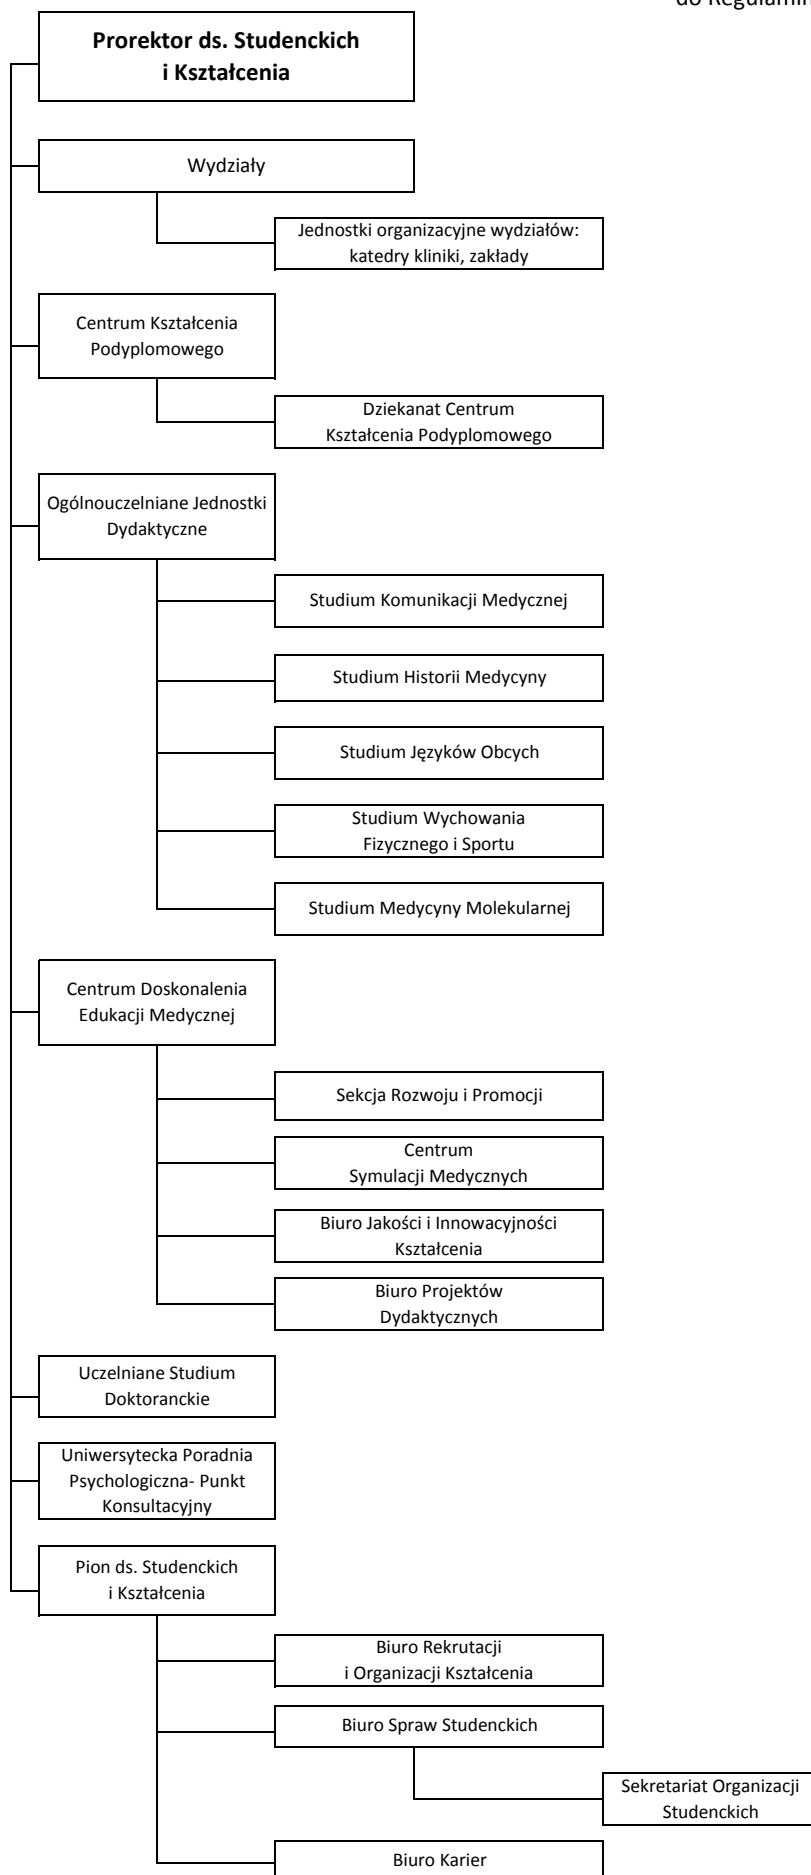 do Regulamin
Prorektor ds. Studenckich
i Kształcenia
Wydziały
Jednostki organizacyjne wydziałów:
katedry kliniki, zakłady
Centrum Kształcenia
Podyplomowego
Dziekanat Centrum
Kształcenia Podyplomowego
Ogólnouczelniane Jednostki
Dydaktyczne
Studium Komunikacji Medycznej
Studium Historii Medycyny
Studium Języków Obcych
Studium Wychowania
Fizycznego i Sportu
Studium Medycyny Molekularnej
Centrum Doskonalenia
Edukacji Medycznej
Sekcja Rozwoju i Promocji
Centrum
Symulacji Medycznych
Biuro Jakości i Innowacyjności
Kształcenia
Biuro Projektów
Dydaktycznych
Uczelniane Studium
Doktoranckie
Uniwersytecka Poradnia
Psychologiczna- Punkt
Konsultacyjny
Pion ds. Studenckich
i Kształcenia
Biuro Rekrutacji
i Organizacji Kształcenia
Biuro Spraw Studenckich
Sekretariat Organizacji
Studenckich
Biuro Karier